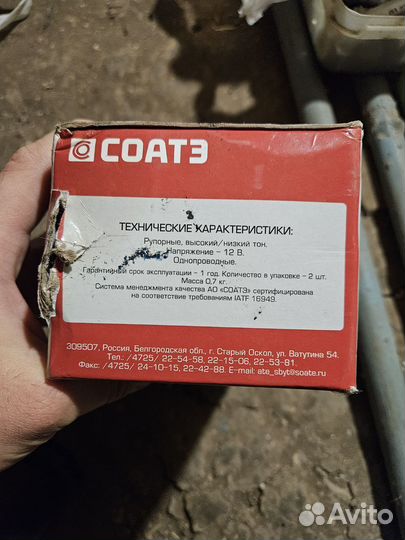 СОАТЭ
ТЕХНИЧЕСКИЕ ХАРАКТЕРИСТИКИ:
Рупорные, высокий/низкий тон.
Напряжение - 12 В.
Однопроводные.
Гарантийный срок эксплуатации - 1 год. Количество в упаковке - 2 шт.
Масса 0,7 кг.
Система менеджмента качества АО «СОАТЭ» сертифицирована
на соответствие требованиям IATF 16949.
309507, Россия, Белгородская обл., г. Старый Оскол, ул. Ватутина 54.
Тел.: /4725/ 22-54-58, 22-15-06, 22-53-81.
Факс: /4725/ 24-10-15, 22-42-88. E-mail: ate_sbyt@soate.ru
Avito